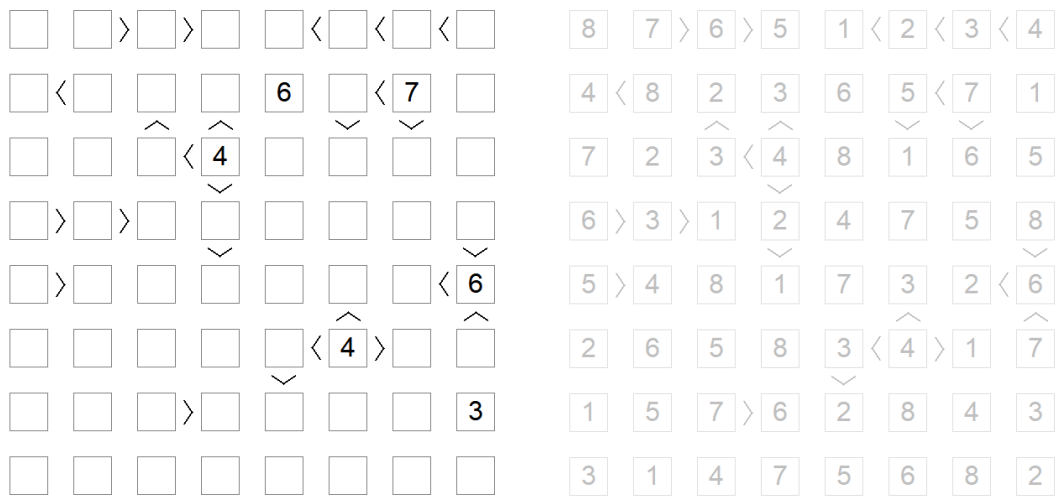 > > < < <
< 6 < 7
∧ ∧ ∨ ∨
< 4
∨
> >
∨ ∨
> < 6
∧ ∧
< 4 >
∨
> 3
8 7 > 6 > 5 1 < 2 < 3 < 4
4 < 8 2 3 6 5 < 7 1
∧ ∧ ∨ ∨
7 2 3 < 4 8 1 6 5
∨
6 > 3 > 1 2 4 7 5 8
∨ ∨
5 > 4 8 1 7 3 2 < 6
∧ ∧
2 6 5 8 3 < 4 > 1 7
∨
1 5 7 > 6 2 8 4 3
3 1 4 7 5 6 8 2